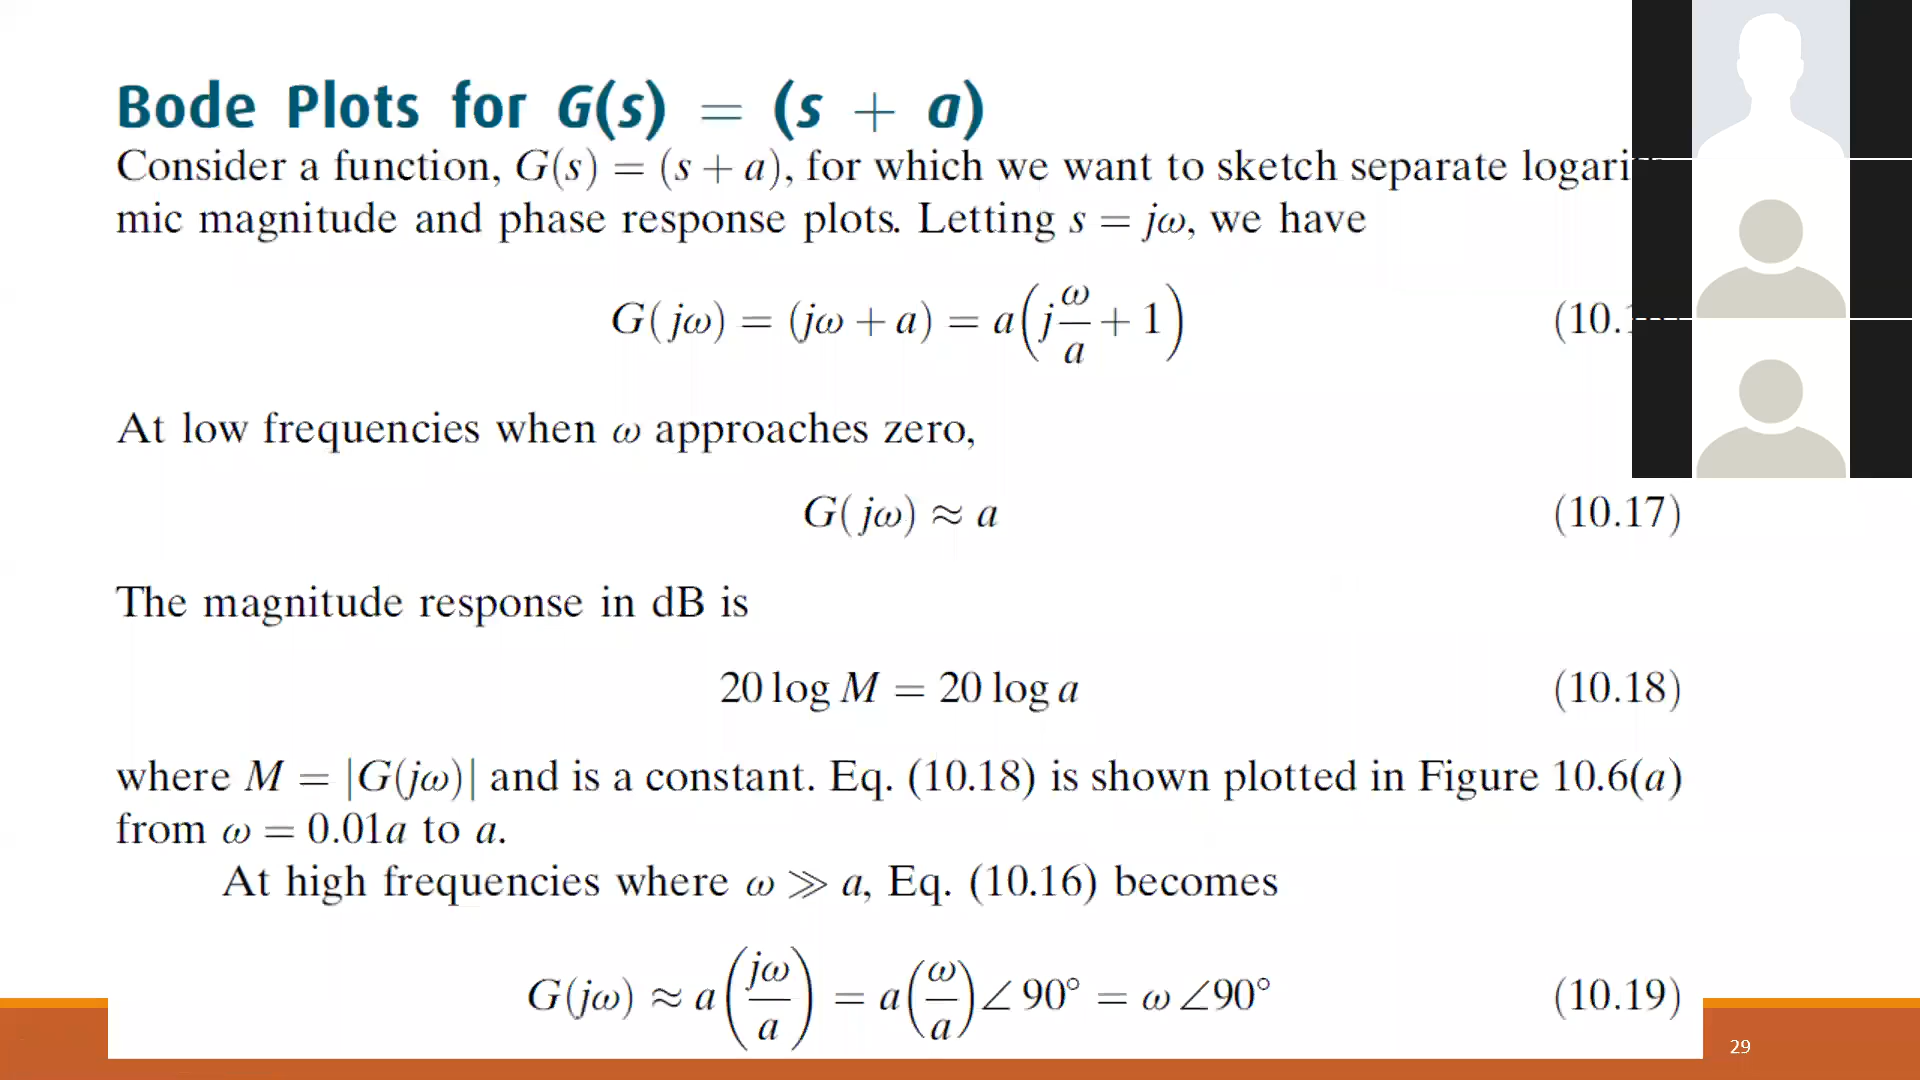 Bode Plots for G(s) = (s + a)
Consider a function, G(s) = (s + a), for which we want to sketch separate logari
mic magnitude and phase response plots. Letting s = jω, we have
G(jω) = (jω + a) = a(j ω/a + 1) (10.
At low frequencies when ω approaches zero,
G(jω) ≈ a (10.17)
The magnitude response in dB is
20 log M = 20 log a (10.18)
where M = |G(jω)| and is a constant. Eq. (10.18) is shown plotted in Figure 10.6(a)
from ω = 0.01a to a.
At high frequencies where ω ≫ a, Eq. (10.16) becomes
G(jω) ≈ a(jω/a) = a(ω/a)∠90° = ω∠90° (10.19)
29